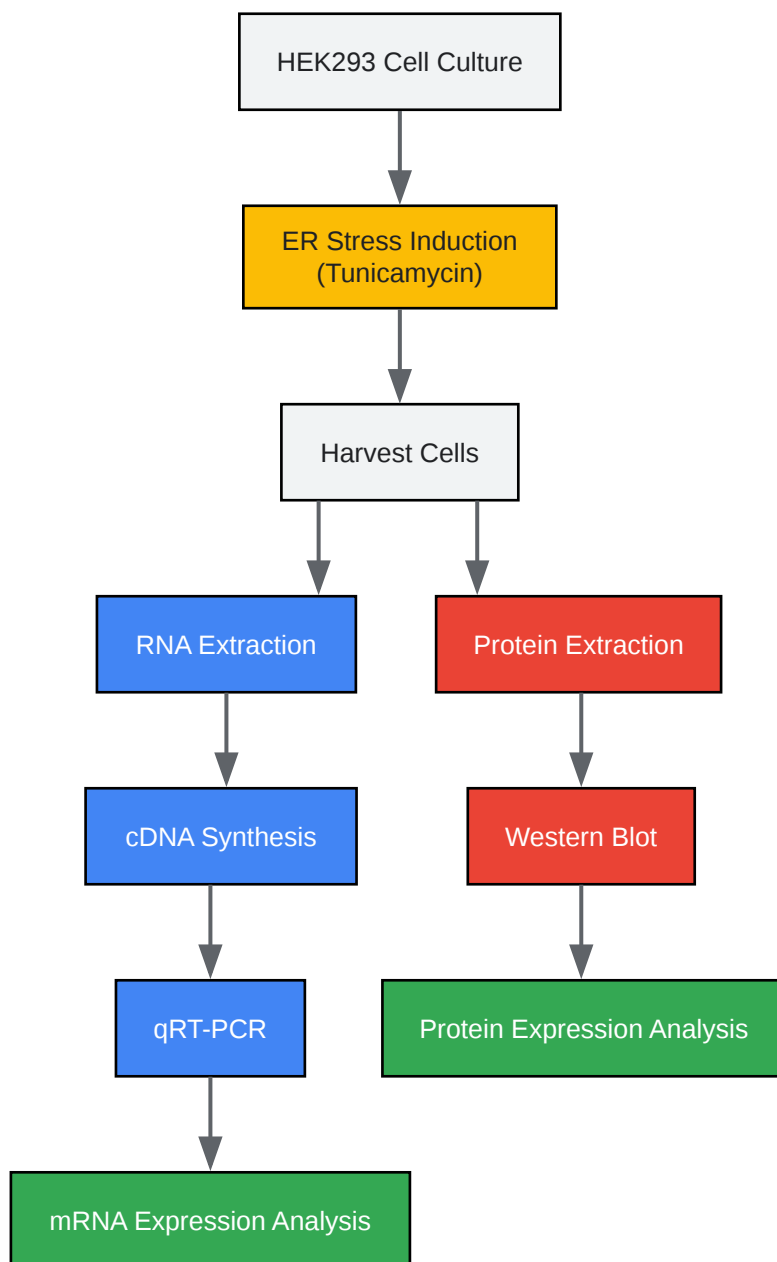 HEK293 Cell Culture
ER Stress Induction
(Tunicamycin)
Harvest Cells
RNA Extraction
Protein Extraction
cDNA Synthesis
Western Blot
qRT-PCR
Protein Expression Analysis
mRNA Expression Analysis